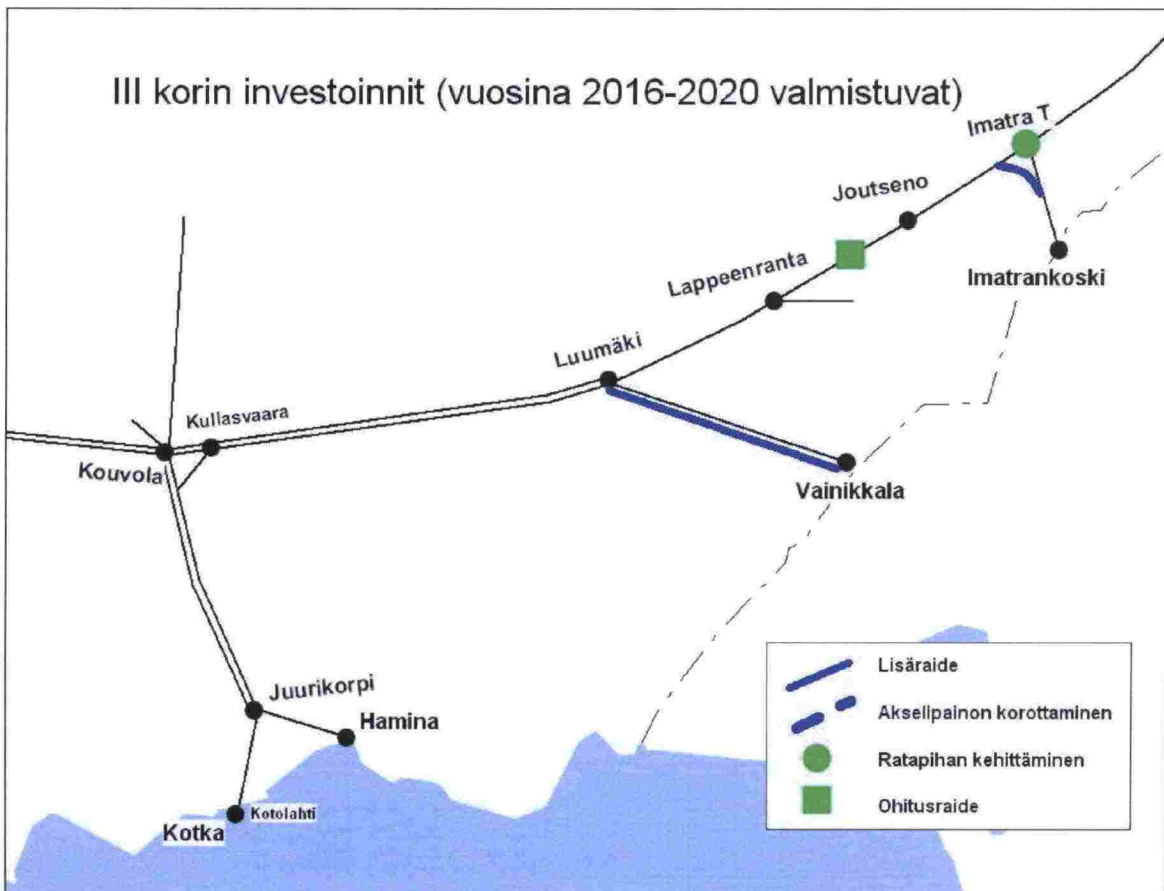 III korin investoinnit (vuosina 2016-2020 valmistuvat)
Imatra T
Joutseno
Imatrankoski
Lappeenranta
Luumäki
Kullasvaara
Kouvola
Vainikkala
Juurikorpi
Hamina
Kotolahti
Kotka
Lisäraide
Akselipainon korottaminen
Ratapihan kehittäminen
Ohitusraide